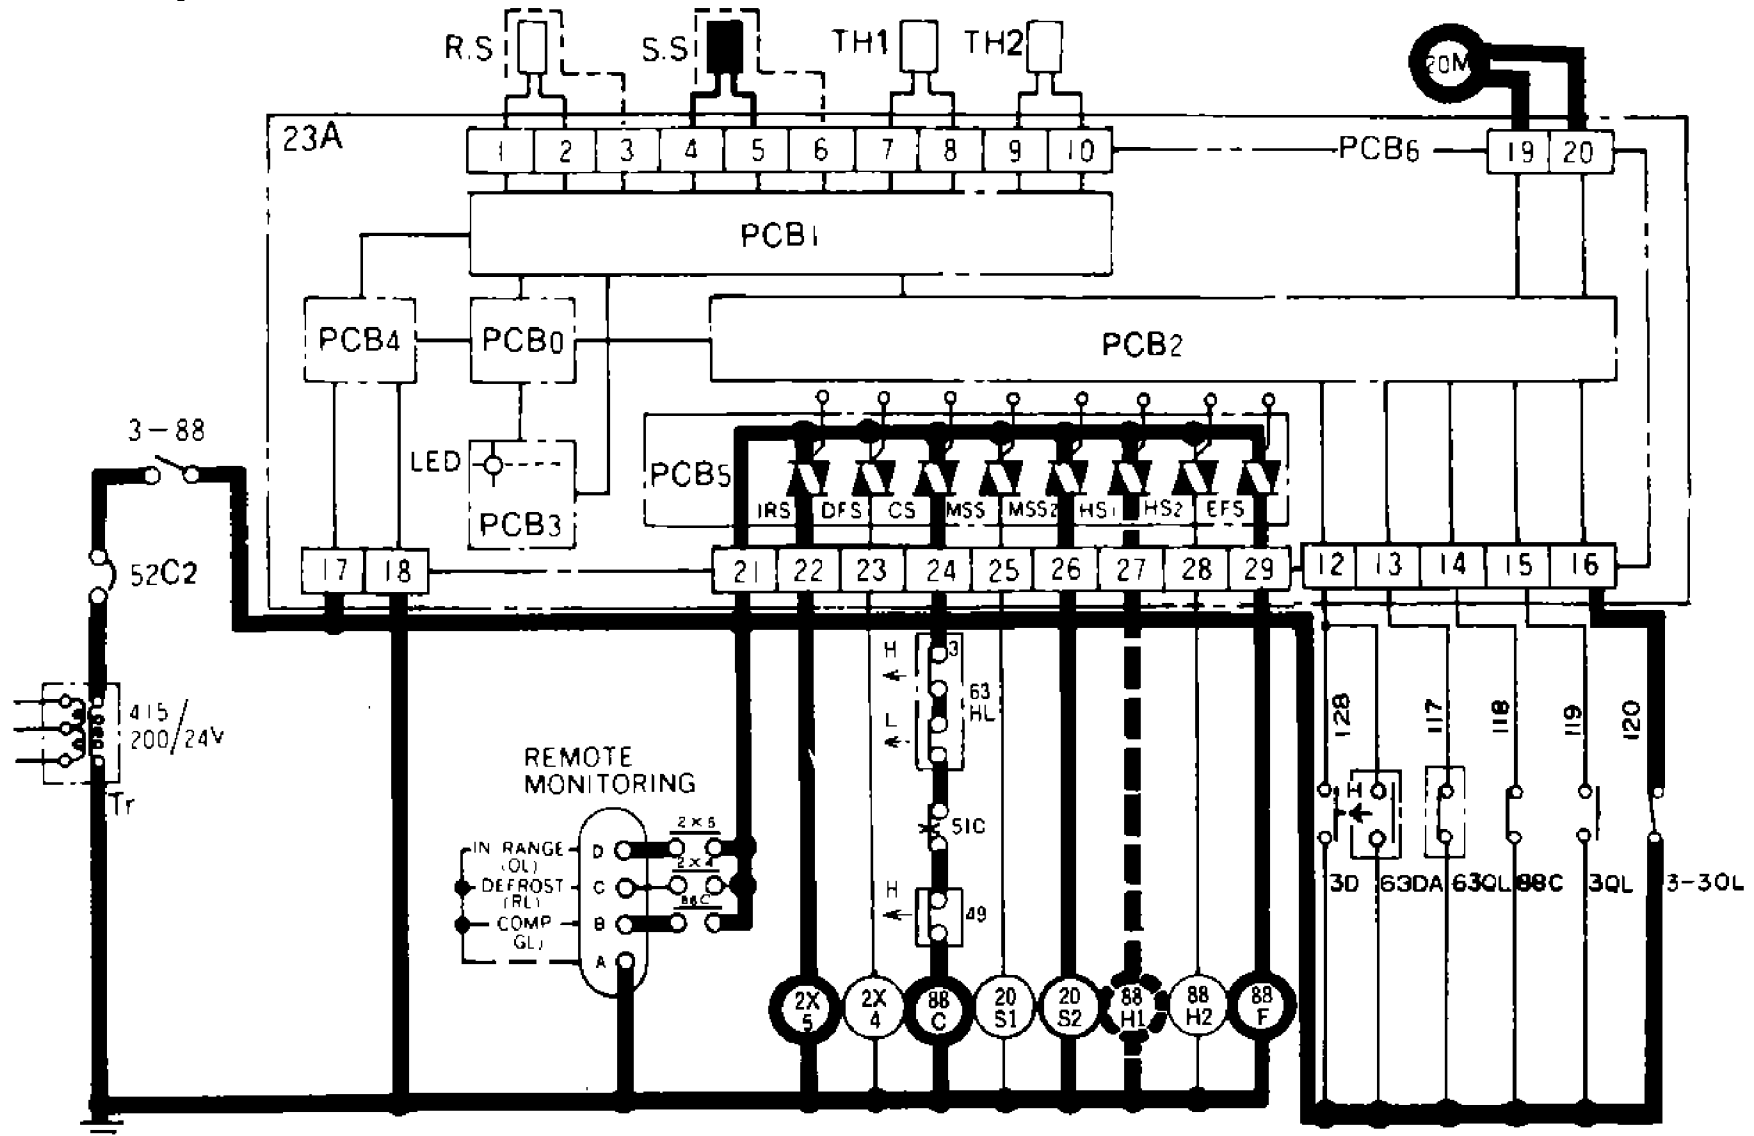 R.S S.S TH1 TH2 20M
23A 1 2 3 4 5 6 7 8 9 10 PCB6 19 20
PCB1
PCB4 PCB0 PCB2
3-88
LED PCB5
IRS DFS CS MSS MSS2 HS1 HS2 EFS
PCB3
52C2 17 18 21 22 23 24 25 26 27 28 29 12 13 14 15 16
H 3
63
HL
L
128 117 118 119 120
415
200/24V
Tr
REMOTE
MONITORING
2X5
IN RANGE D
(OL) 2X4
DEFROST C
(RL) 88C
COMP B
GL)
A
51C
H 49
H
3D 63DA 63QL 88C 3QL 3-30L
2X 2X 88 20 20 88 88 88
5 4 C S1 S2 H1 H2 F